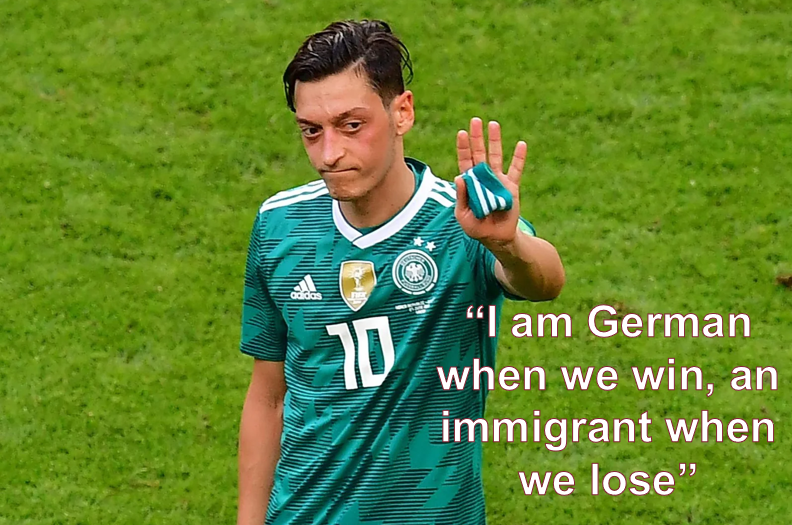 adidas
10
“I am German
when we win, an
immigrant when
we lose”